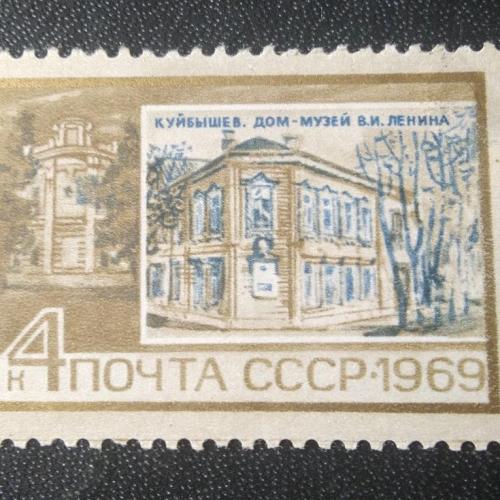 КУЙБЫШЕВ. ДОМ-МУЗЕЙ В.И. ЛЕНИНА
4к ПОЧТА СССР·1969